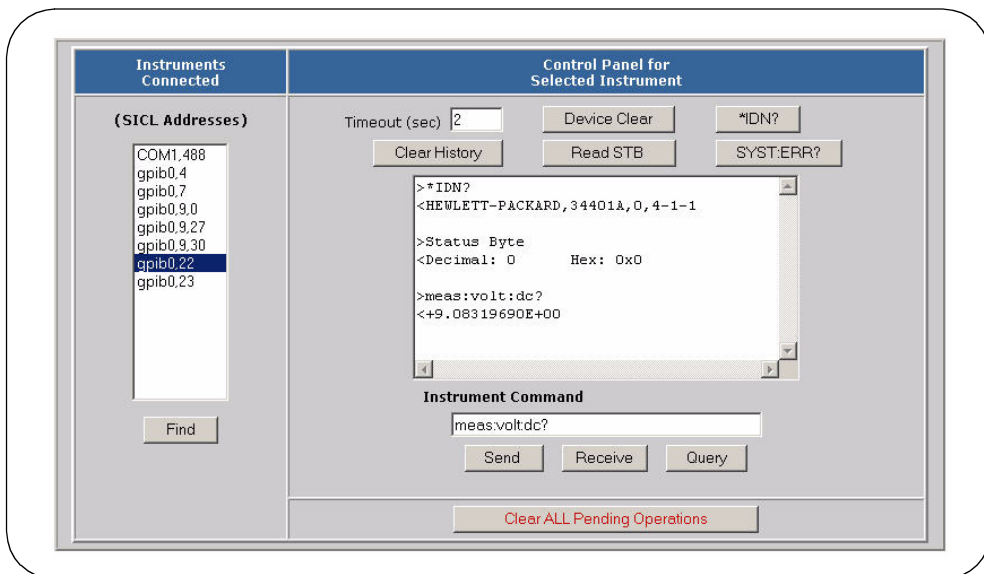 Instruments
Connected
(SICL Addresses)
COM1,488
gpib0,4
gpib0,7
gpib0,9,0
gpib0,9,27
gpib0,9,30
gpib0,22
gpib0,23
Find
Control Panel for
Selected Instrument
Timeout (sec) 2 Device Clear *IDN?
Clear History Read STB SYST:ERR?
>*IDN?
<HEWLETT-PACKARD,34401A,0,4-1-1
>Status Byte
<Decimal: 0 Hex: 0x0
>meas:volt:dc?
<+9.08319690E+00
Instrument Command
meas:volt:dc?
Send Receive Query
Clear ALL Pending Operations